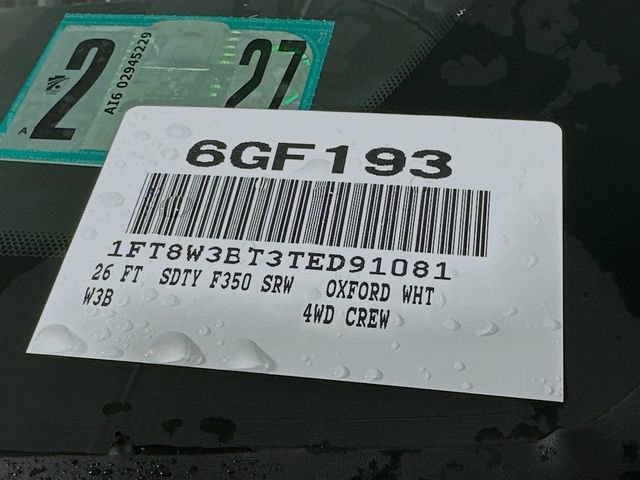 2
AI6 02945229
27
A
6GF193
1FT8W3BT3TED91081
26 FT SDTY F350 SRW OXFORD WHT
W3B 4WD CREW